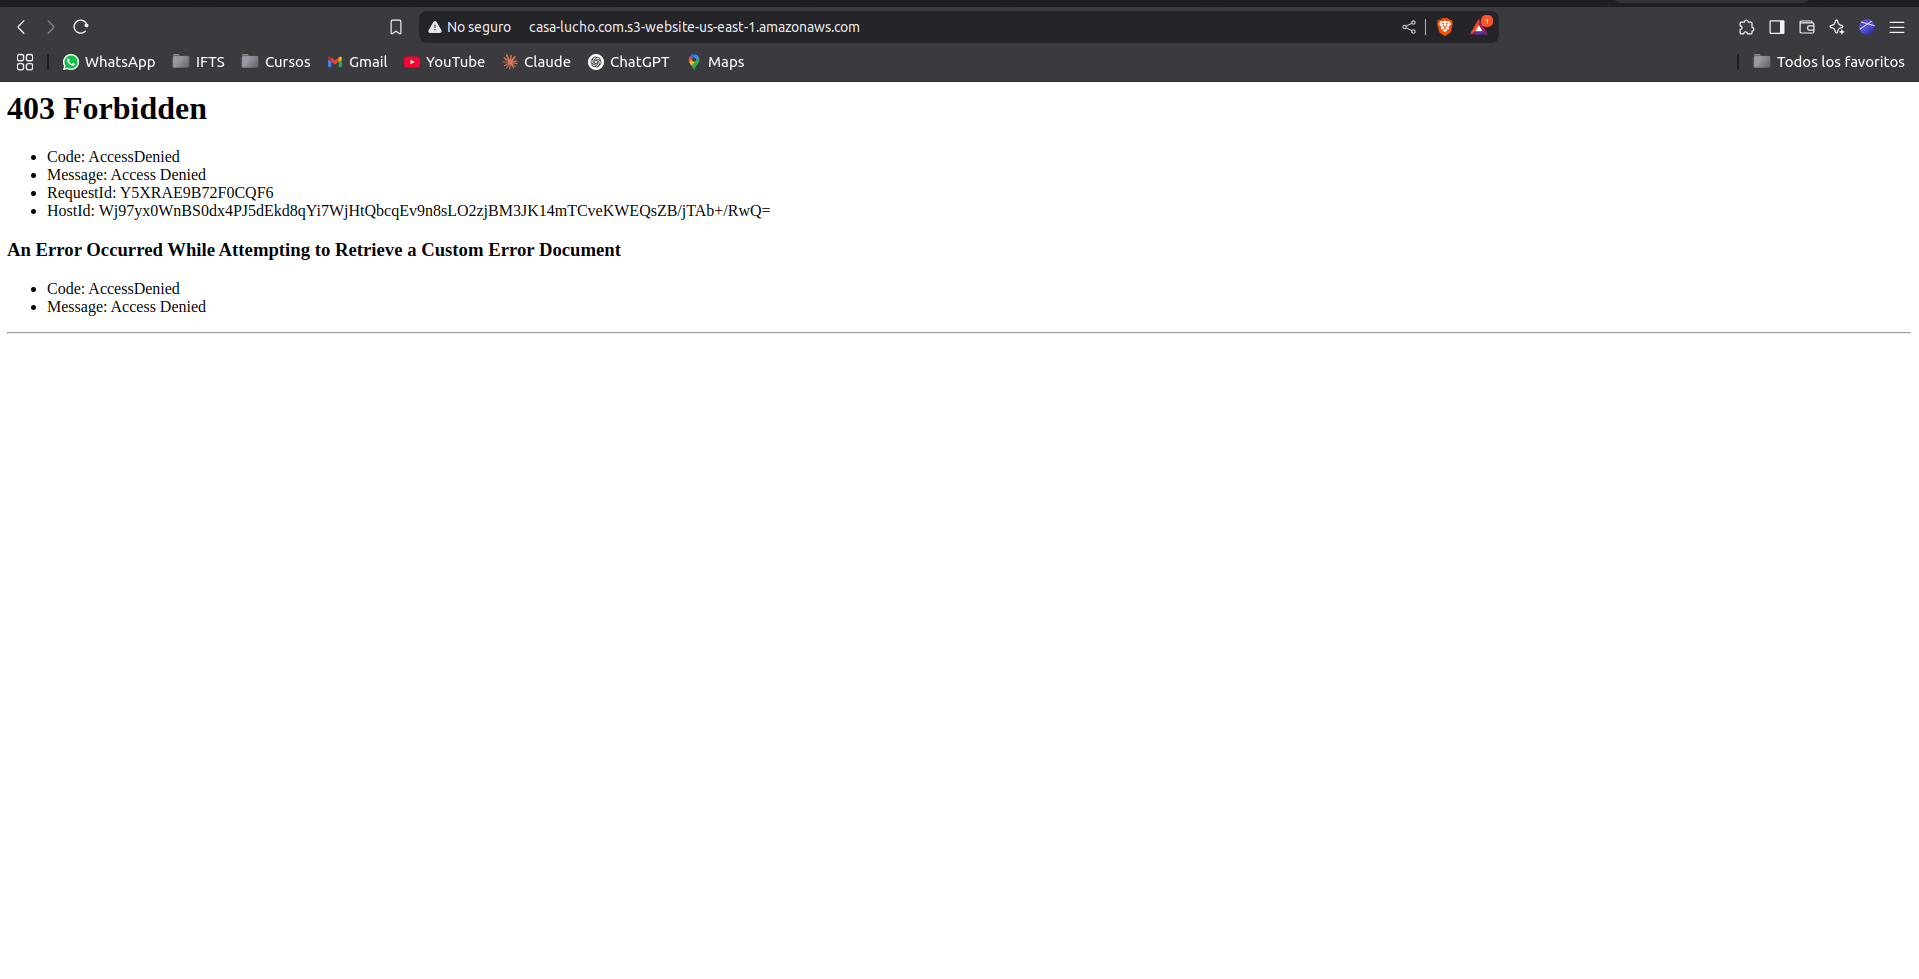 No seguro casa-lucho.com.s3-website-us-east-1.amazonaws.com 1
WhatsApp IFTS Cursos Gmail YouTube Claude ChatGPT Maps Todos los favoritos
403 Forbidden
• Code: AccessDenied
• Message: Access Denied
• RequestId: Y5XRAE9B72F0CQF6
• HostId: Wj97yx0WnBS0dx4PJ5dEkd8qYi7WjHtQbcqEv9n8sLO2zjBM3JK14mTCveKWEQsZB/jTAb+/RwQ=
An Error Occurred While Attempting to Retrieve a Custom Error Document
• Code: AccessDenied
• Message: Access Denied